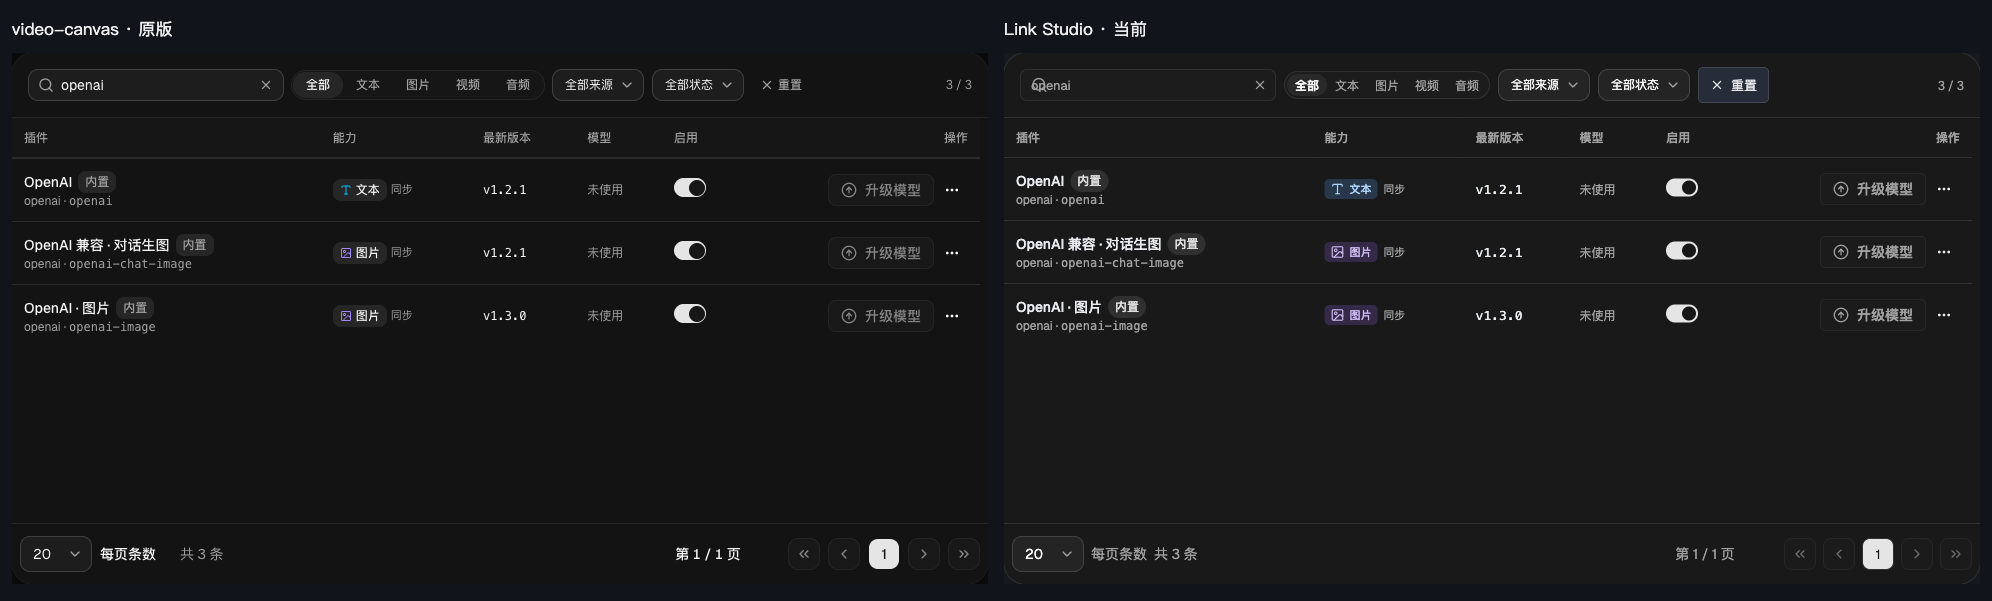 video-canvas · 原版
openai 全部 文本 图片 视频 音频 全部来源 全部状态 × 重置 3 / 3
插件 能力 最新版本 模型 启用 操作
OpenAI 内置
openai · openai
文本 同步 v1.2.1 未使用 升级模型 ···
OpenAI 兼容 · 对话生图 内置
openai · openai-chat-image
图片 同步 v1.2.1 未使用 升级模型 ···
OpenAI · 图片 内置
openai · openai-image
图片 同步 v1.3.0 未使用 升级模型 ···
20 每页条数 共 3 条 第 1 / 1 页 « ‹ 1 › »
Link Studio · 当前
openai 全部 文本 图片 视频 音频 全部来源 全部状态 × 重置 3 / 3
插件 能力 最新版本 模型 启用 操作
OpenAI 内置
openai · openai
文本 同步 v1.2.1 未使用 升级模型 ···
OpenAI 兼容 · 对话生图 内置
openai · openai-chat-image
图片 同步 v1.2.1 未使用 升级模型 ···
OpenAI · 图片 内置
openai · openai-image
图片 同步 v1.3.0 未使用 升级模型 ···
20 每页条数 共 3 条 第 1 / 1 页 « ‹ 1 › »